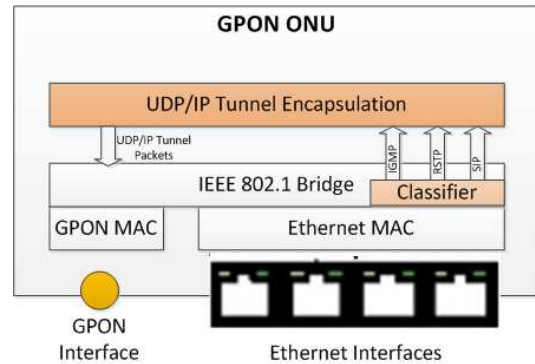 GPON ONU
UDP/IP Tunnel Encapsulation
UDP/IP Tunnel
Packets
IGMP
RSTP
SIP
IEEE 802.1 Bridge
Classifier
GPON MAC
Ethernet MAC
GPON
Interface
Ethernet Interfaces